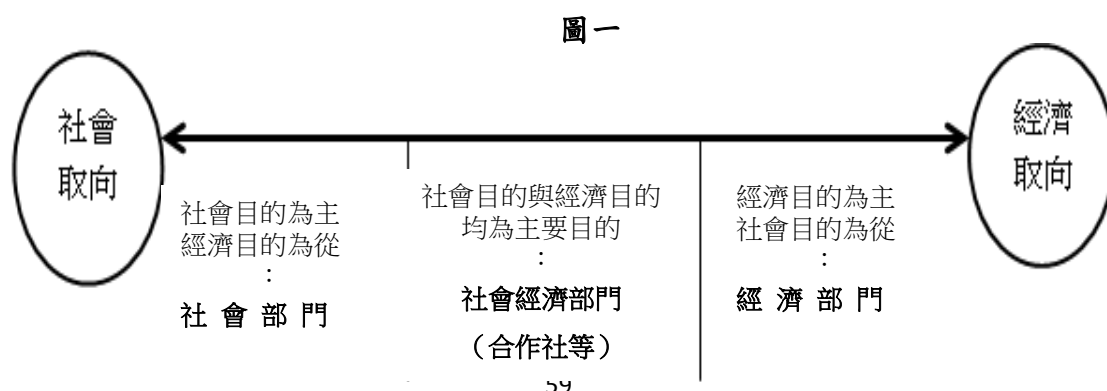 圖一
社會
取向
經濟
取向
社會目的為主
經濟目的為從
：
社會部門
社會目的與經濟目的
均為主要目的
：
社會經濟部門
（合作社等）
經濟目的為主
社會目的為從
：
經濟部門
59